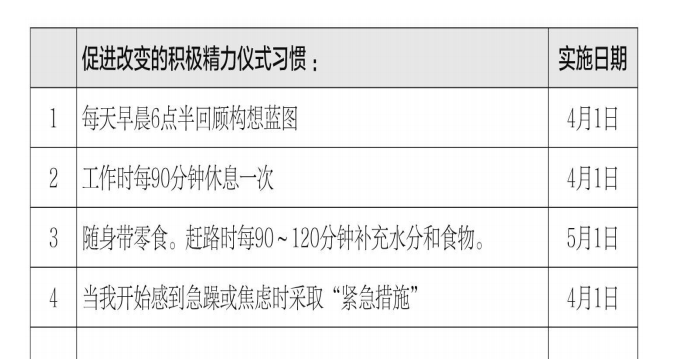 促进改变的积极精力仪式习惯： 实施日期
1 每天早晨6点半回顾构想蓝图 4月1日
2 工作时每90分钟休息一次 4月1日
3 随身带零食。赶路时每90～120分钟补充水分和食物。 5月1日
4 当我开始感到急躁或焦虑时采取“紧急措施” 4月1日